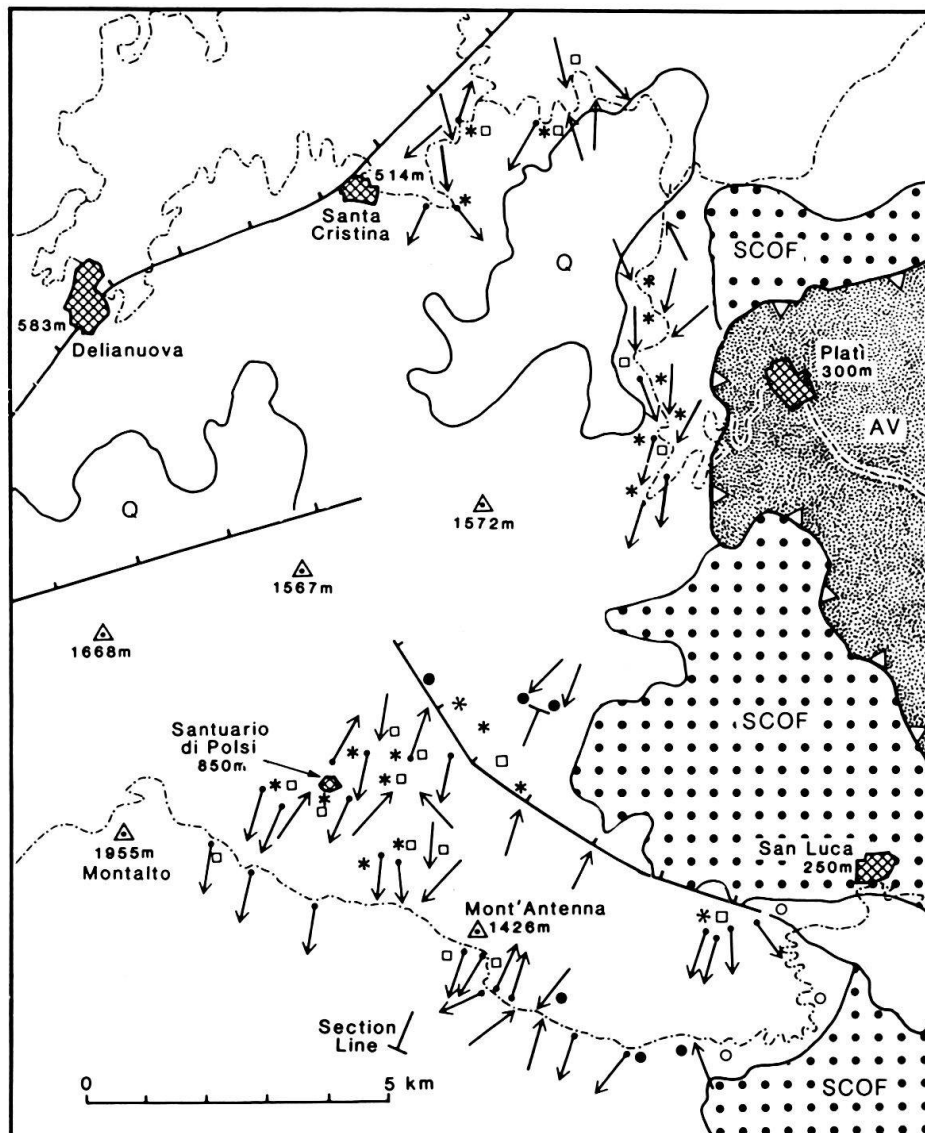 514m
Santa
Cristina
SCOF
Q
583m
Delianuova
Platì
300m
AV
Q
1572m
1567m
1668m
SCOF
Santuario
di Polsi
850m
1955m
Montalto
San Luca
250m
Mont'Antenna
1426m
Section
Line
0
5 km
SCOF